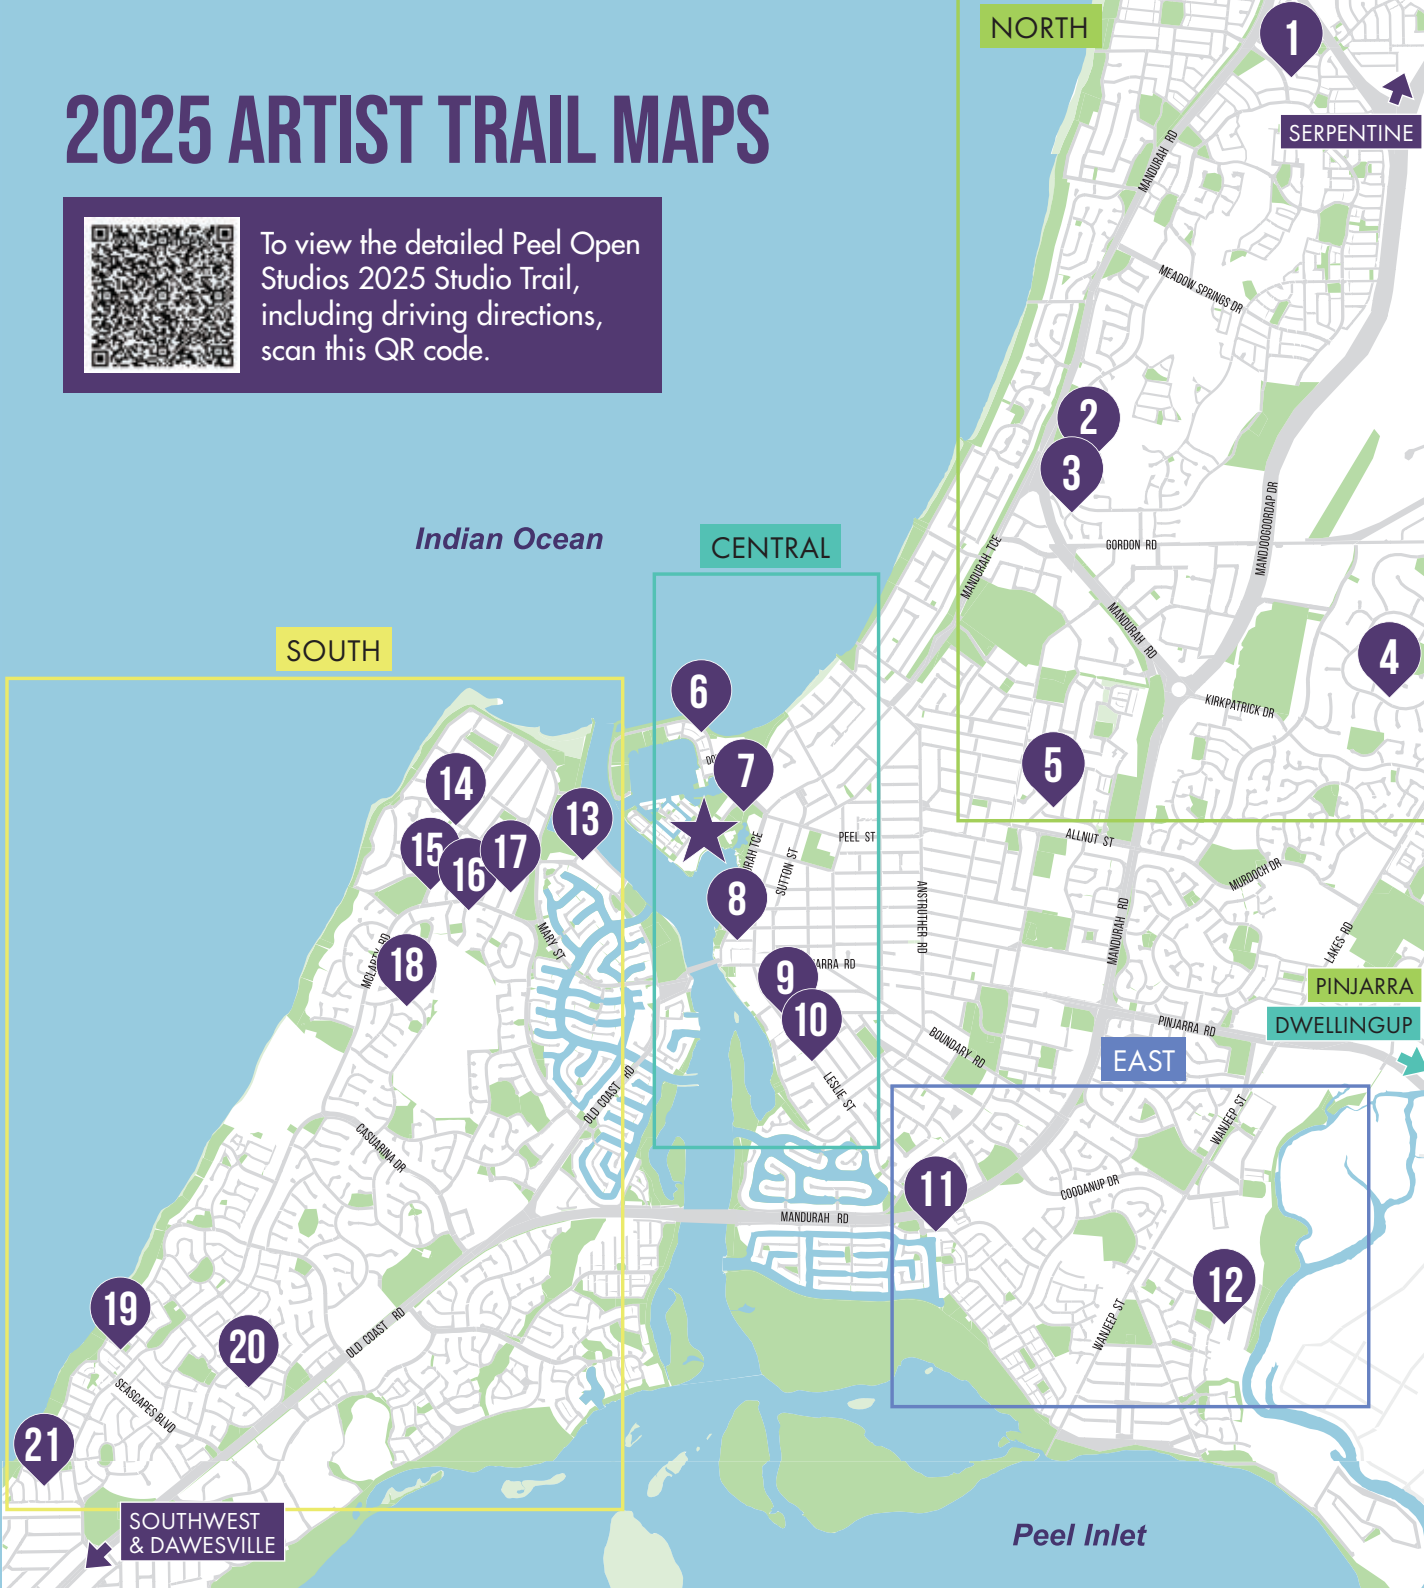 2025 ARTIST TRAIL MAPS
To view the detailed Peel Open
Studios 2025 Studio Trail,
including driving directions,
scan this QR code.
NORTH
1
SERPENTINE
MANDURAH RD
MEADOW SPRINGS DR
2
3
Indian Ocean
CENTRAL
MANDJOOGOORDAP DR
GORDON RD
MANDURAH TCE
MANDURAH RD
SOUTH
4
6
KIRKPATRICK DR
5
7
14
13
PEEL ST
ALLNUT ST
15
16
17
SUTTON ST
8
MURDOCH DR
ANSTRUTHER RD
MANDURAH RD
MARY ST
LAKES RD
18
9
ARRA RD
PINJARRA
10
PINJARRA RD
DWELLINGUP
BOUNDARY RD
EAST
LESLIE ST
OLD COAST RD
WANJEEP ST
CASUARINA DR
11
COODANUP DR
MANDURAH RD
12
19
20
OLD COAST RD
WANJEEP ST
SEASCAPES BLVD
21
SOUTHWEST
& DAWESVILLE
Peel Inlet